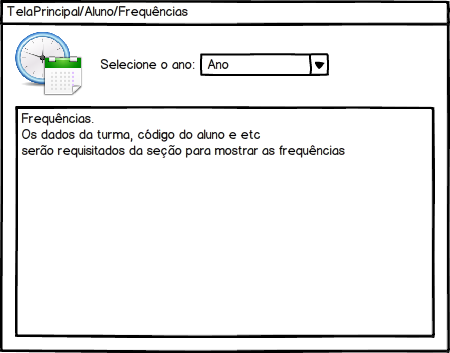 TelaPrincipal/Aluno/Frequências
Selecione o ano:
Ano
Frequências.
Os dados da turma, código do aluno e etc
serão requisitados da seção para mostrar as frequências